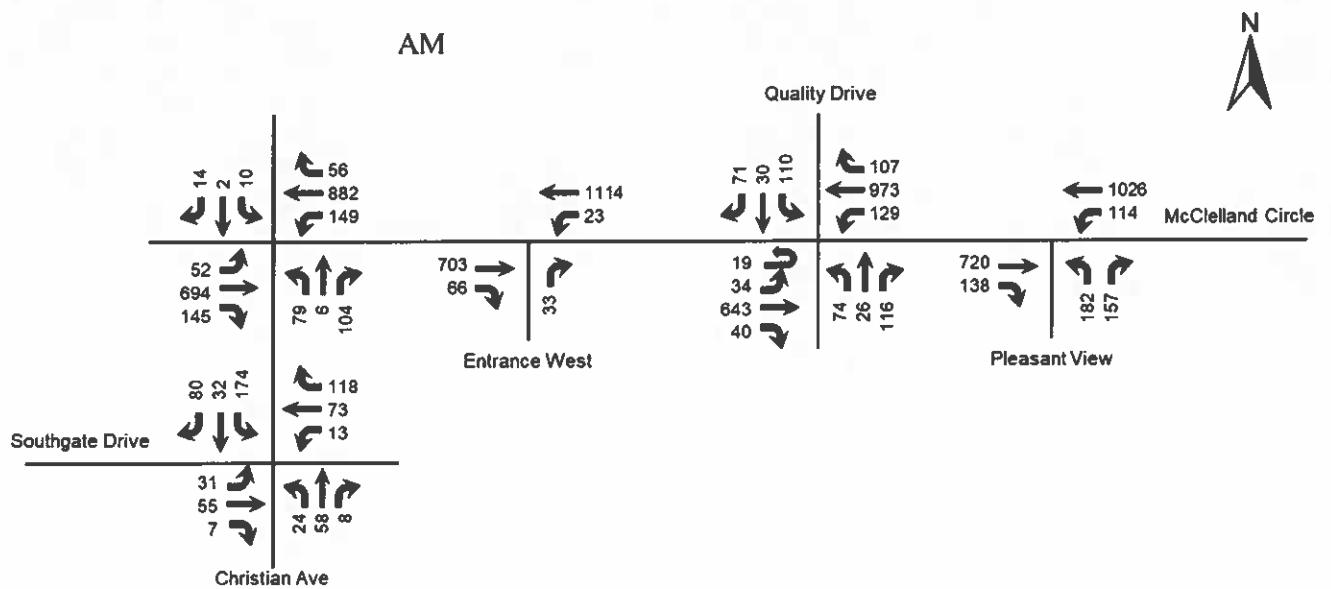 AM
N
Quality Drive
14 2 10
56
882
149
1114
23
71 30 110
107
973
129
1026
114
McClelland Circle
52
694
145
79 6 104
703
66
33
19
34
643
40
74 26 116
720
138
182 157
Entrance West
Pleasant View
80 32 174
118
73
13
Southgate Drive
31
55
7
24 58 8
Christian Ave